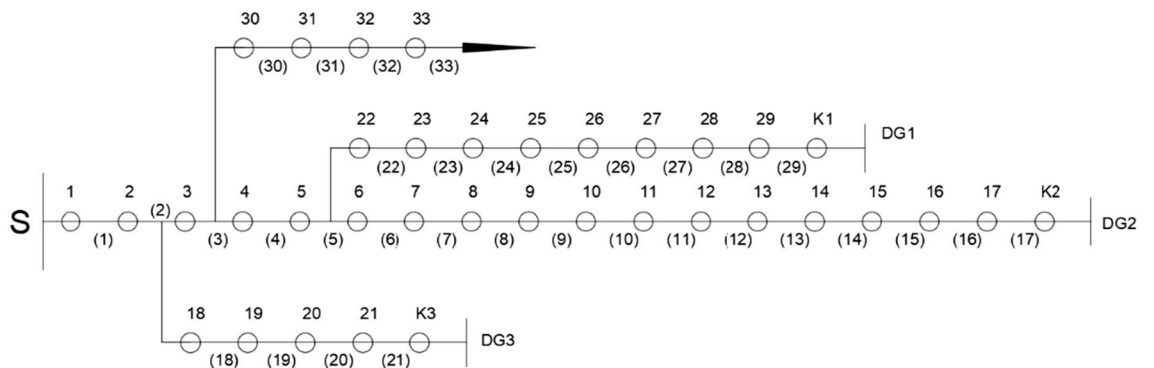 30 31 32 33
(30) (31) (32) (33)
22 23 24 25 26 27 28 29 K1
DG1
(22) (23) (24) (25) (26) (27) (28) (29)
1 2 (2) 3 4 5 6 7 8 9 10 11 12 13 14 15 16 17 K2
S
DG2
(1) (3) (4) (5) (6) (7) (8) (9) (10) (11) (12) (13) (14) (15) (16) (17)
18 19 20 21 K3
DG3
(18) (19) (20) (21)